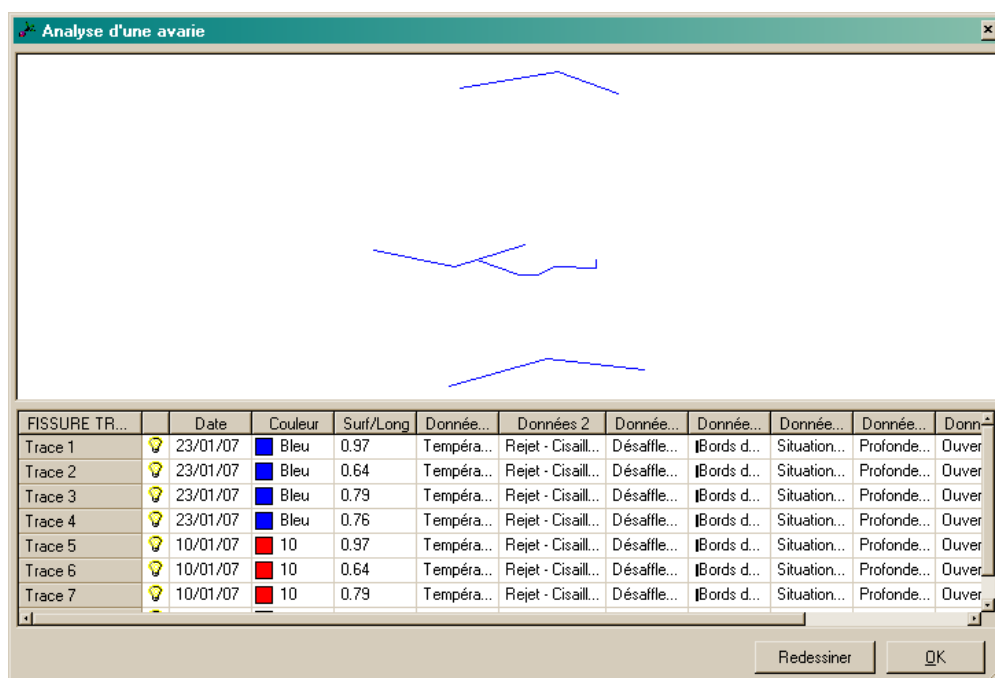 Analyse d'une avarie
FISSURE TR... Date Couleur Surf/Long Donnée... Données 2 Donnée... Donnée... Donnée... Donnée... Donn
Trace 1 23/01/07 Bleu 0.97 Tempéra... Rejet - Cisaill... Désaffle... Bords d... Situation... Profonde... Ouver
Trace 2 23/01/07 Bleu 0.64 Tempéra... Rejet - Cisaill... Désaffle... Bords d... Situation... Profonde... Ouver
Trace 3 23/01/07 Bleu 0.79 Tempéra... Rejet - Cisaill... Désaffle... Bords d... Situation... Profonde... Ouver
Trace 4 23/01/07 Bleu 0.76 Tempéra... Rejet - Cisaill... Désaffle... Bords d... Situation... Profonde... Ouver
Trace 5 10/01/07 10 0.97 Tempéra... Rejet - Cisaill... Désaffle... Bords d... Situation... Profonde... Ouver
Trace 6 10/01/07 10 0.64 Tempéra... Rejet - Cisaill... Désaffle... Bords d... Situation... Profonde... Ouver
Trace 7 10/01/07 10 0.79 Tempéra... Rejet - Cisaill... Désaffle... Bords d... Situation... Profonde... Ouver
Redessiner OK